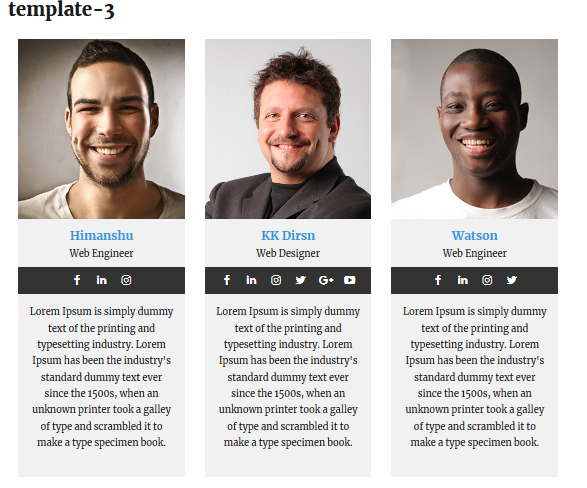 template-3
Himanshu
Web Engineer
Lorem Ipsum is simply dummy
text of the printing and
typesetting industry. Lorem
Ipsum has been the industry's
standard dummy text ever
since the 1500s, when an
unknown printer took a galley
of type and scrambled it to
make a type specimen book.
KK Dirsn
Web Designer
Lorem Ipsum is simply dummy
text of the printing and
typesetting industry. Lorem
Ipsum has been the industry's
standard dummy text ever
since the 1500s, when an
unknown printer took a galley
of type and scrambled it to
make a type specimen book.
Watson
Web Engineer
Lorem Ipsum is simply dummy
text of the printing and
typesetting industry. Lorem
Ipsum has been the industry's
standard dummy text ever
since the 1500s, when an
unknown printer took a galley
of type and scrambled it to
make a type specimen book.